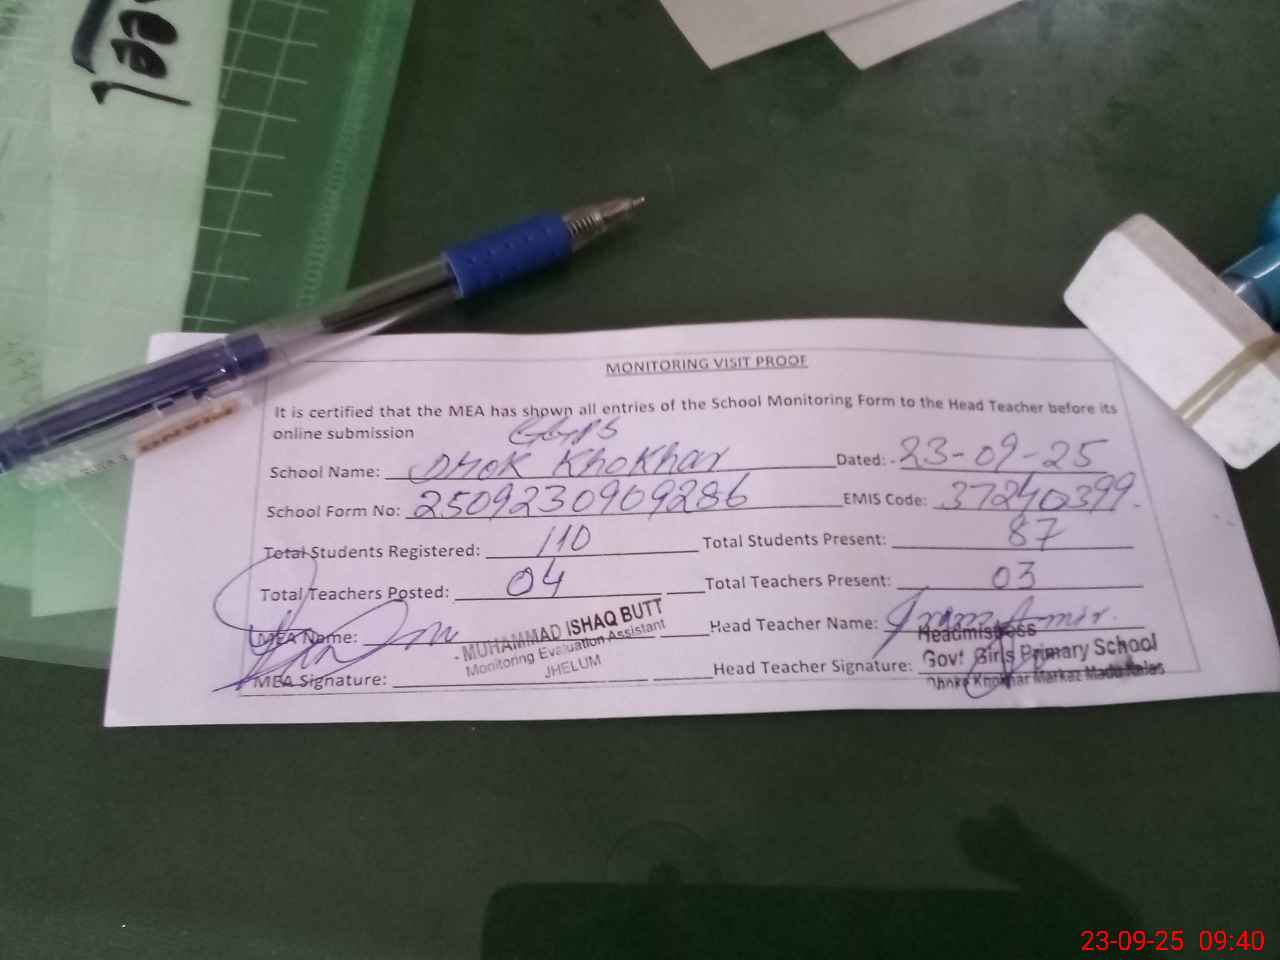 MONITORING VISIT PROOF
It is certified that the MEA has shown all entries of the School Monitoring Form to the Head Teacher before its
online submission
GGPS
School Name: Dhok Khokhar Dated: 23-09-25
School Form No: 2509230909286 EMIS Code: 37240399
Total Students Registered: 110 Total Students Present: 87
Total Teachers Posted: 04 Total Teachers Present: 03
MEA Name: Head Teacher Name:
MUHAMMAD ISHAQ BUTT
Monitoring Evaluation Assistant
JHELUM
Headmistress
Govt Girls Primary School
Khokhar Markaz
MEA Signature: Head Teacher Signature:
23-09-25 09:40